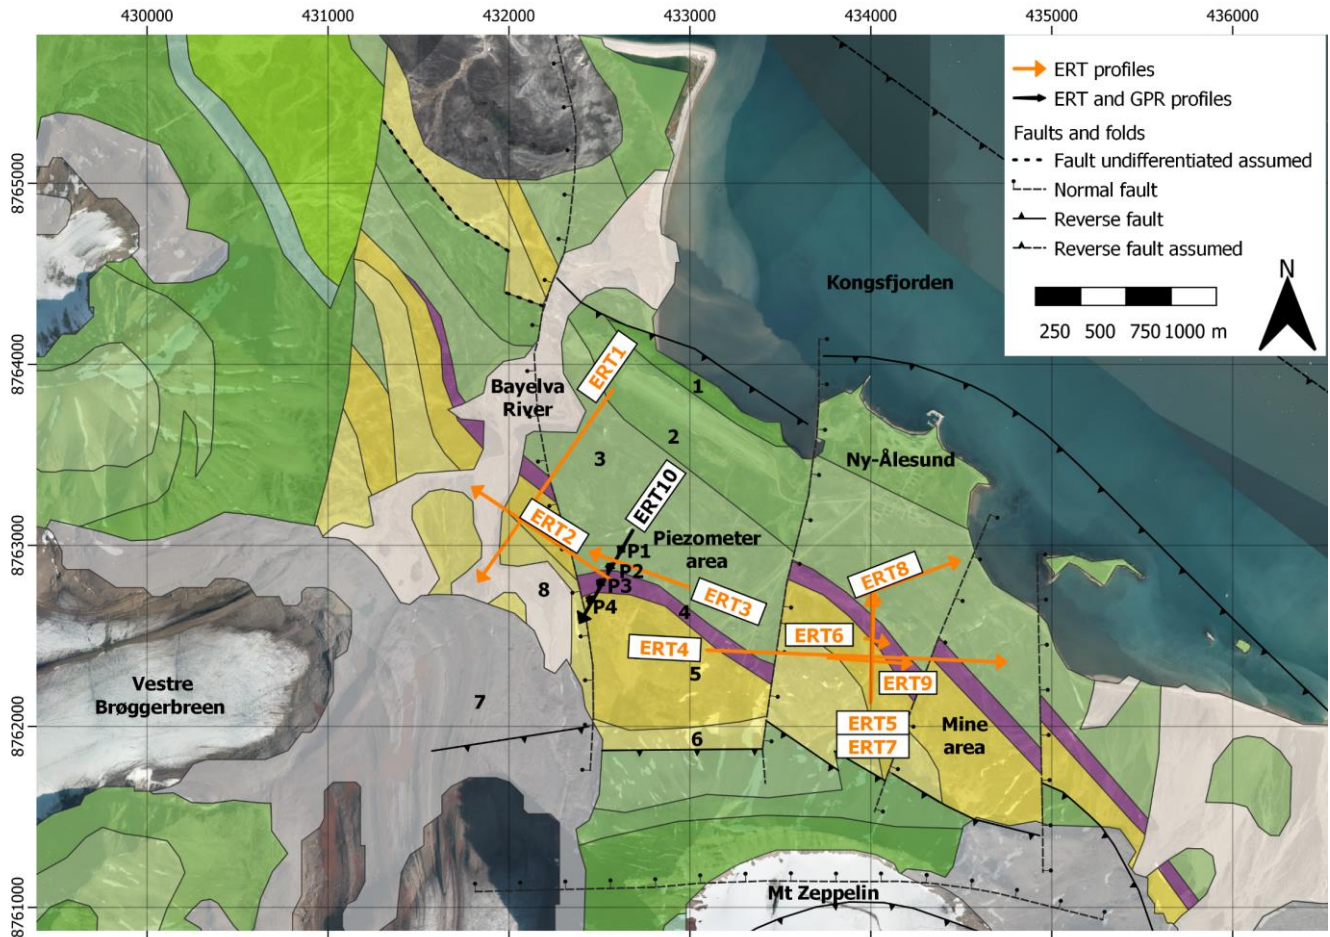 430000
431000
432000
433000
434000
435000
436000
8765000
8764000
8763000
8762000
8761000
ERT profiles
ERT and GPR profiles
Faults and folds
Fault undifferentiated assumed
Normal fault
Reverse fault
Reverse fault assumed
N
250 500 750 1000 m
Kongsfjorden
ERT1
Bayelva
River
1
2
3
Ny-Ålesund
ERT10
ERT2
Piezometer
area
P1
P2
P3
P4
ERT8
ERT3
8
4
ERT6
ERT4
5
ERT9
Vestre
Brøggerbreen
7
6
ERT5
ERT7
Mine
area
Mt Zeppelin